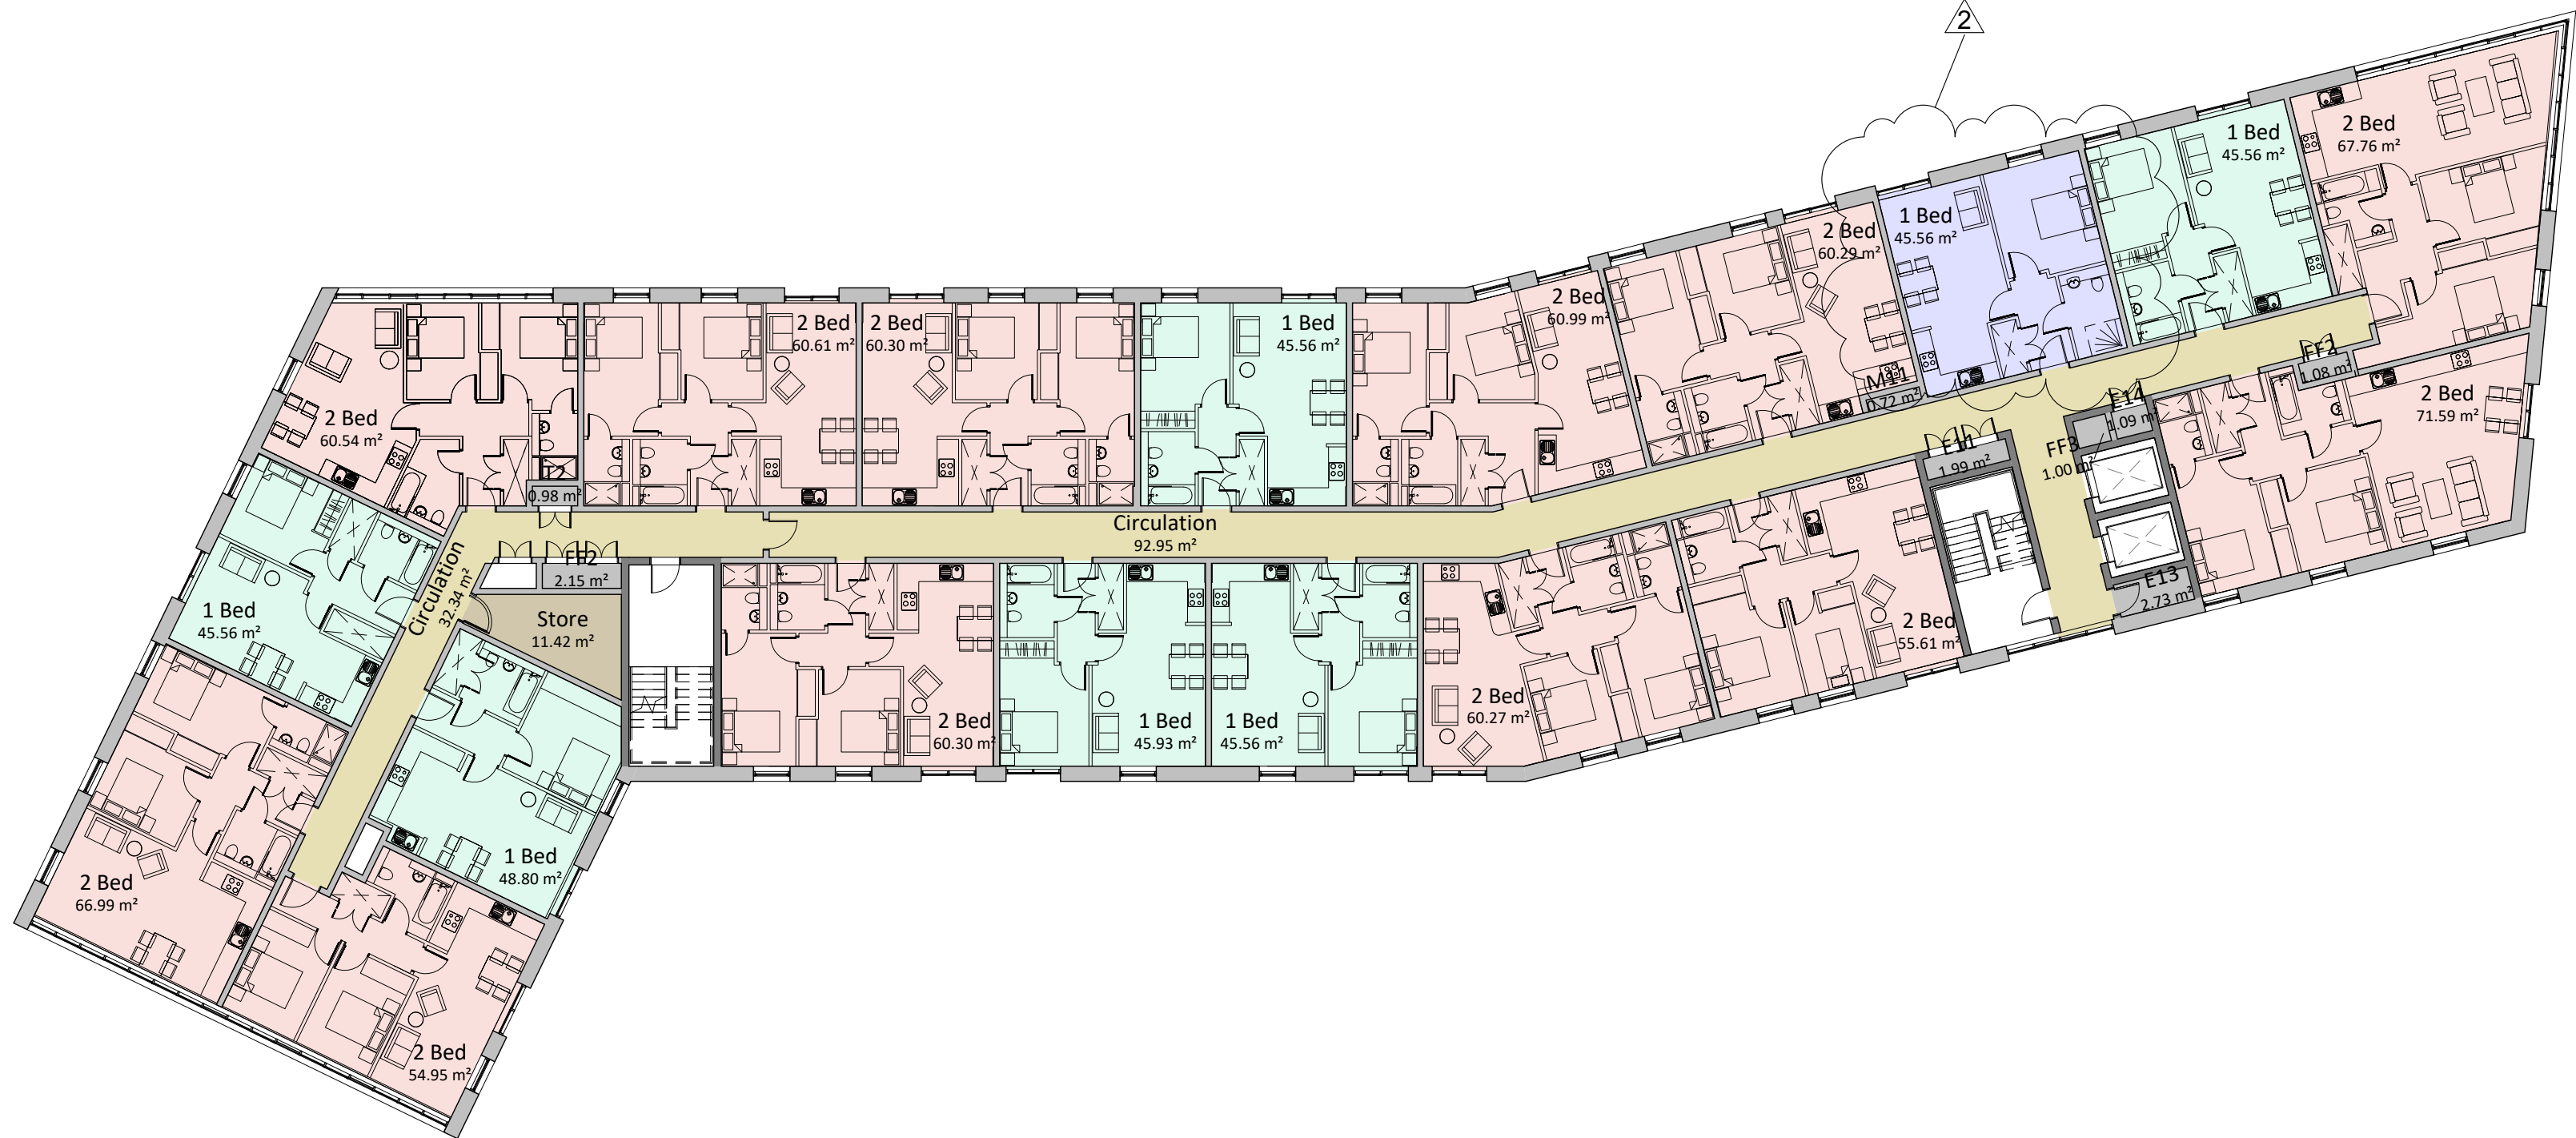 2
2 Bed
67.76 m²
1 Bed
45.56 m²
1 Bed
45.56 m²
2 Bed
60.29 m²
2 Bed
60.99 m²
1 Bed
45.56 m²
2 Bed
60.30 m²
2 Bed
60.61 m²
2 Bed
60.54 m²
0.98 m²
M11
0.72 m²
FF2
1.08 m²
E14
1.09 m²
FF3
1.00 m²
E11
1.99 m²
2 Bed
71.59 m²
E13
2.73 m²
Circulation
92.95 m²
Circulation
32.34 m²
FF2
2.15 m²
Store
11.42 m²
1 Bed
45.56 m²
2 Bed
60.30 m²
1 Bed
45.93 m²
1 Bed
45.56 m²
2 Bed
60.27 m²
2 Bed
55.61 m²
1 Bed
48.80 m²
2 Bed
66.99 m²
2 Bed
54.95 m²